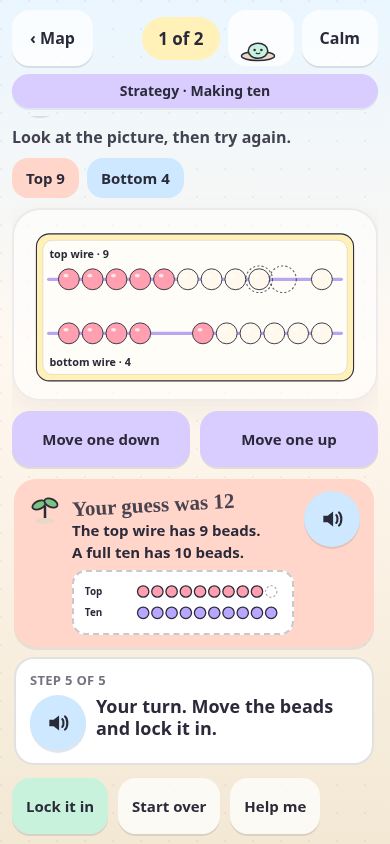 ‹ Map
1 of 2
Calm
Strategy · Making ten
Look at the picture, then try again.
Top 9
Bottom 4
top wire · 9
bottom wire · 4
Move one down
Move one up
Your guess was 12
The top wire has 9 beads.
A full ten has 10 beads.
Top
Ten
STEP 5 OF 5
Your turn. Move the beads
and lock it in.
Lock it in
Start over
Help me